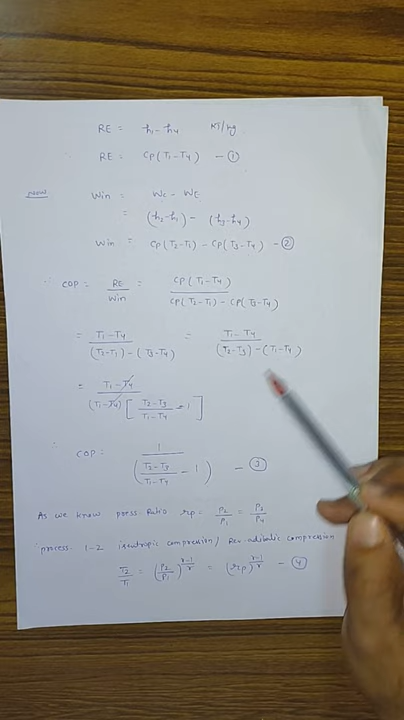 RE = h1 - h4 KJ/kg
∴ RE = Cp (T1 - T4) - ①
now Win = Wc - WE
= (h2 - h1) - (h3 - h4)
Win = Cp (T2 - T1) - Cp (T3 - T4) - ②
∴ COP = RE/Win = Cp (T1 - T4) / Cp (T2 - T1) - Cp (T3 - T4)
= T1 - T4 / (T2 - T1) - (T3 - T4) = T1 - T4 / (T2 - T3) - (T1 - T4)
= T1 - T4 / (T1 - T4) [ T2 - T3 / T1 - T4 - 1 ]
∴ COP = 1 / ( T2 - T3 / T1 - T4 - 1 ) - ③
As we know press Ratio rp = P2/P1 = P3/P4
process 1-2 isentropic compression / Rev adibatic compression
T2/T1 = (P2/P1)^(r-1/r) = (rp)^(r-1/r) - ④